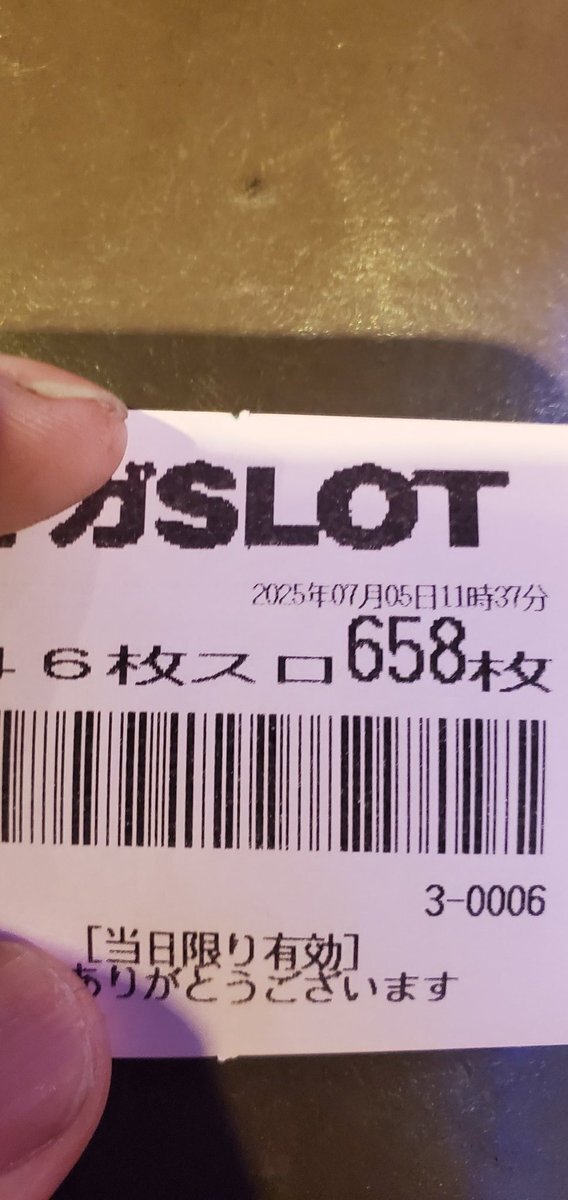 ガSLOT
2025年07月05日11時37分
46枚スロ658枚
3-0006
[当日限り有効]
ありがとうございます